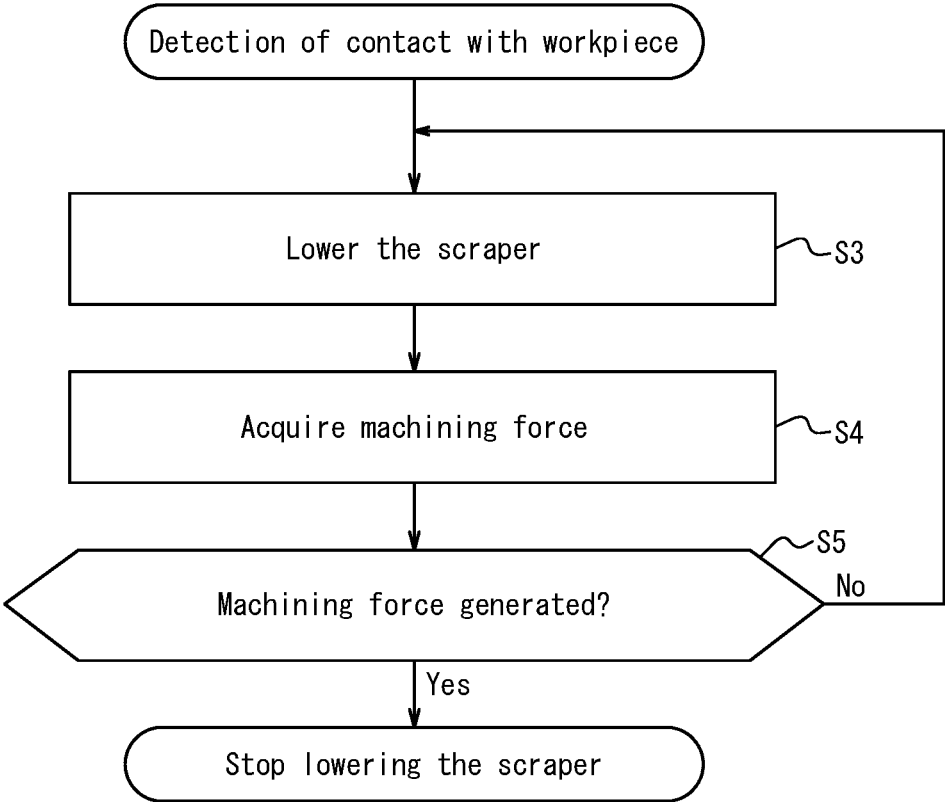 Detection of contact with workpiece
Lower the scraper
S3
Acquire machining force
S4
S5
Machining force generated?
No
Yes
Stop lowering the scraper